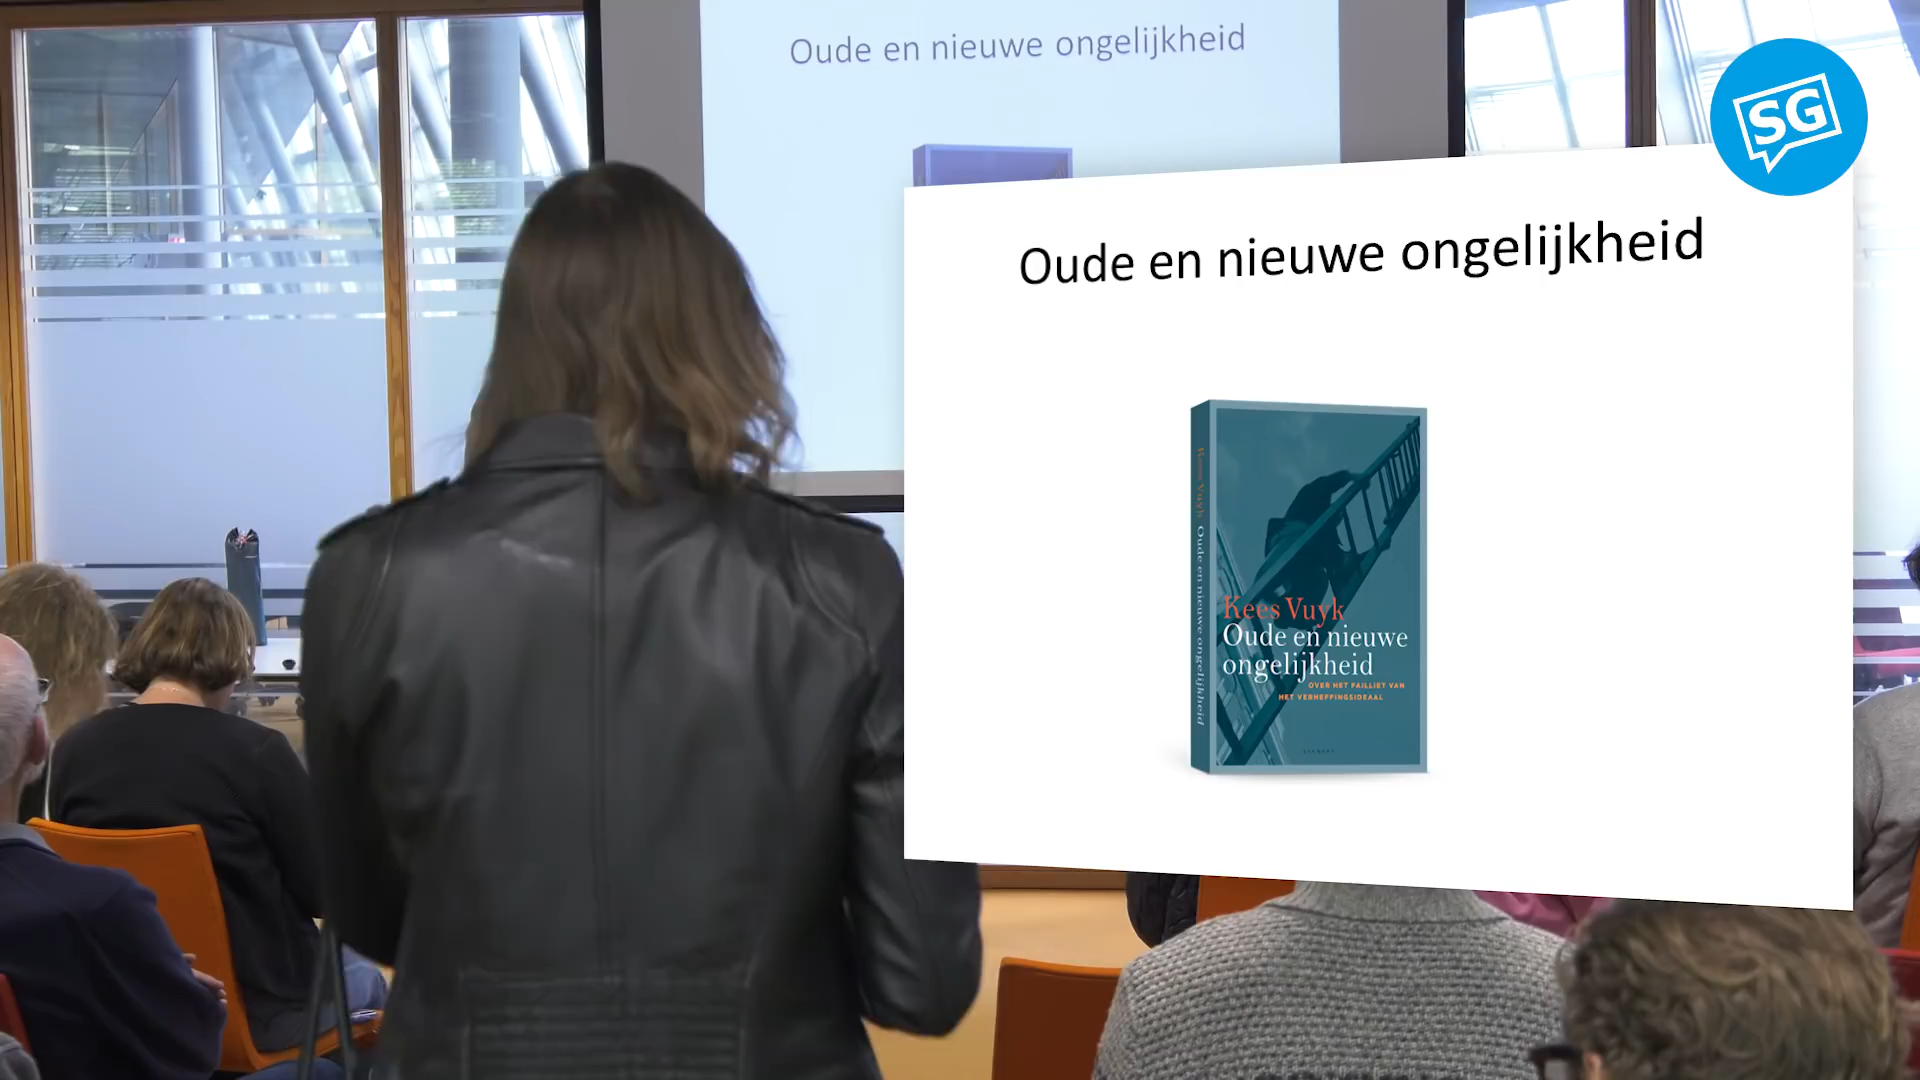 Oude en nieuwe ongelijkheid
SG
Oude en nieuwe ongelijkheid
Kees Vuyk Oude en nieuwe ongelijkheid
Kees Vuyk
Oude en nieuwe
ongelijkheid
OVER HET FAILLIET VAN
HET VERHEFFINGSIDEAAL